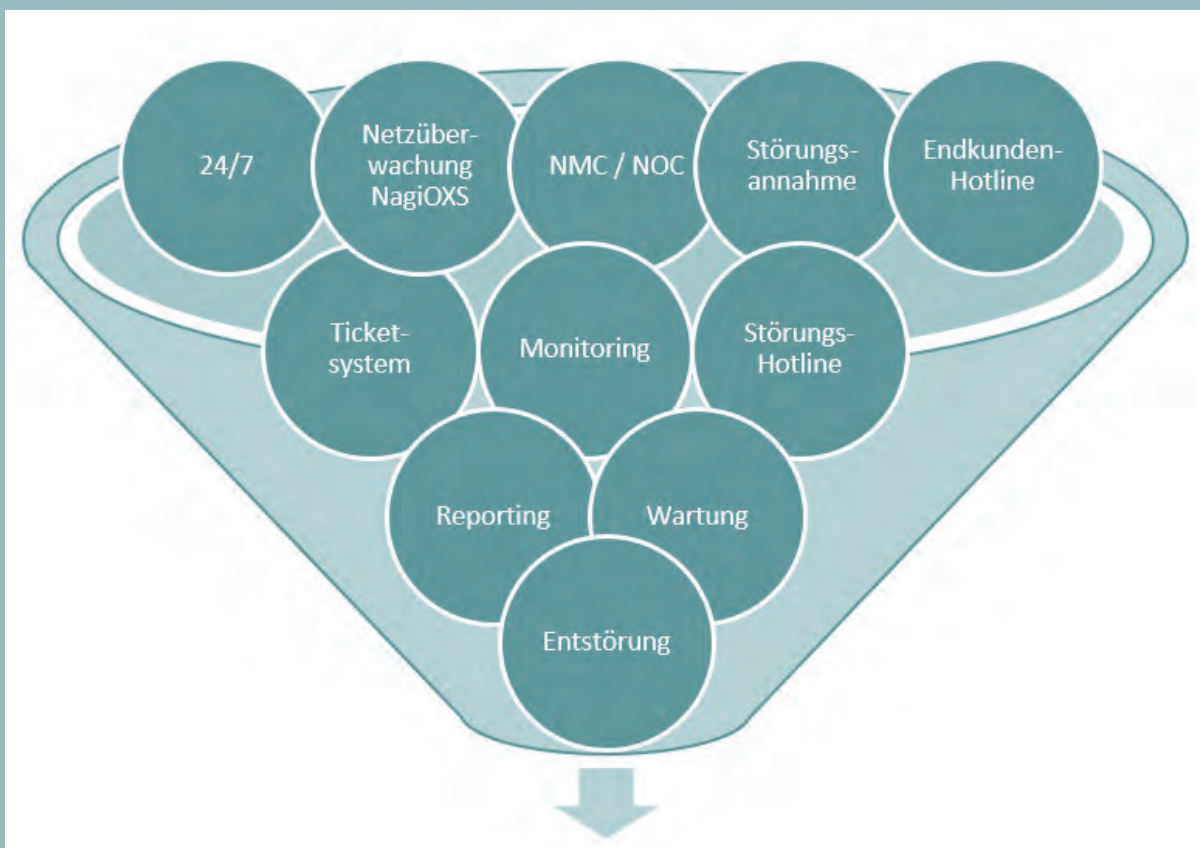 24/7
Netzüber-
wachung
NagiOXS
NMC / NOC
Störungs-
annahme
Endkunden-
Hotline
Ticket-
system
Monitoring
Störungs-
Hotline
Reporting
Wartung
Entstörung